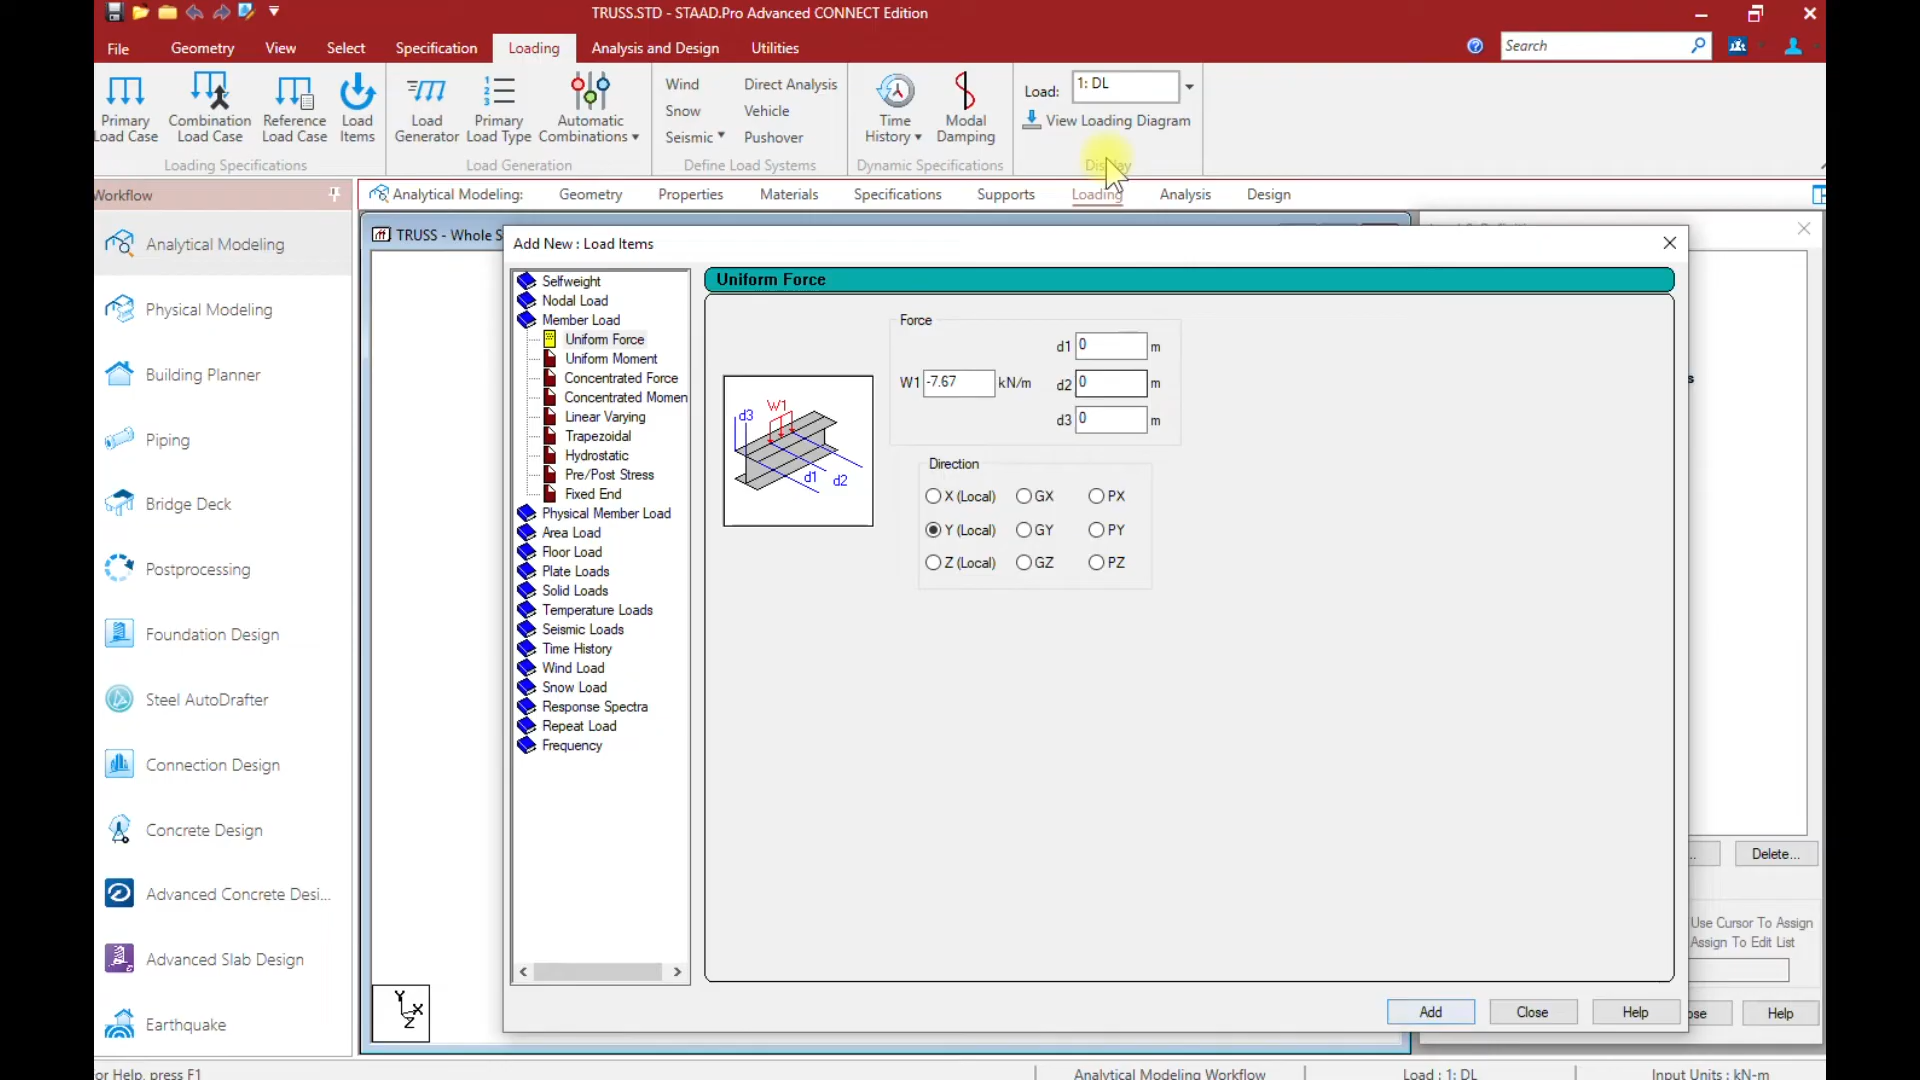 TRUSS.STD - STAAD.Pro Advanced CONNECT Edition
File Geometry View Select Specification Loading Analysis and Design Utilities Search
Primary Load Case
Combination Load Case
Reference Load Case
Load Items
Loading Specifications
Load Generator
Primary Load Type
Automatic Combinations
Load Generation
Wind
Snow
Seismic
Direct Analysis
Vehicle
Pushover
Define Load Systems
Time History
Modal Damping
Dynamic Specifications
Load: 1: DL
View Loading Diagram
Display
Workflow
Analytical Modeling: Geometry Properties Materials Specifications Supports Loading Analysis Design
Analytical Modeling
Physical Modeling
Building Planner
Piping
Bridge Deck
Postprocessing
Foundation Design
Steel AutoDrafter
Connection Design
Concrete Design
Advanced Concrete Desi...
Advanced Slab Design
Earthquake
TRUSS - Whole S
Add New : Load Items
Selfweight
Nodal Load
Member Load
Uniform Force
Uniform Moment
Concentrated Force
Concentrated Momen
Linear Varying
Trapezoidal
Hydrostatic
Pre/Post Stress
Fixed End
Physical Member Load
Area Load
Floor Load
Plate Loads
Solid Loads
Temperature Loads
Seismic Loads
Time History
Wind Load
Snow Load
Response Spectra
Repeat Load
Frequency
Uniform Force
d3 W1 d1 d2
Force
d1 0 m
W1 -7.67 kN/m d2 0 m
d3 0 m
Direction
X (Local) GX PX
Y (Local) GY PY
Z (Local) GZ PZ
Add Close Help
s
... Delete...
Use Cursor To Assign
Assign To Edit List
ose Help
Y X Z
or Help, press F1 Analytical Modeling Workflow Load : 1: DL Input Units : kN-m